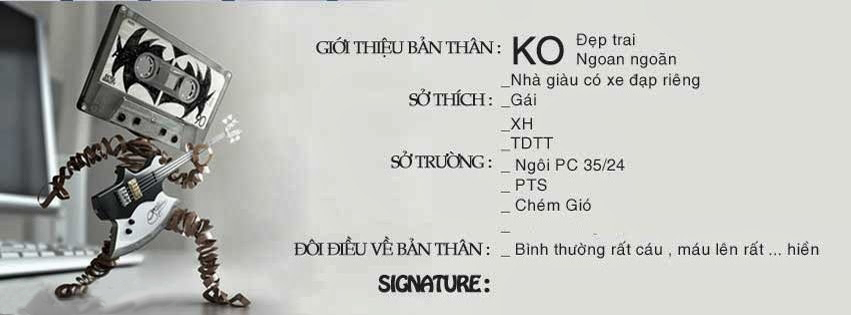 GIỚI THIỆU BẢN THÂN : KO Đẹp trai
Ngoan ngoãn
_Nhà giàu có xe đạp riêng
SỞ THÍCH : _Gái
_XH
_TDTT
SỞ TRƯỜNG : _ Ngôi PC 35/24
_ PTS
_ Chém Gió
_
ĐÔI ĐIỀU VỀ BẢN THÂN : _ Bình thường rất cáu , máu lên rất ... hiền
SIGNATURE :